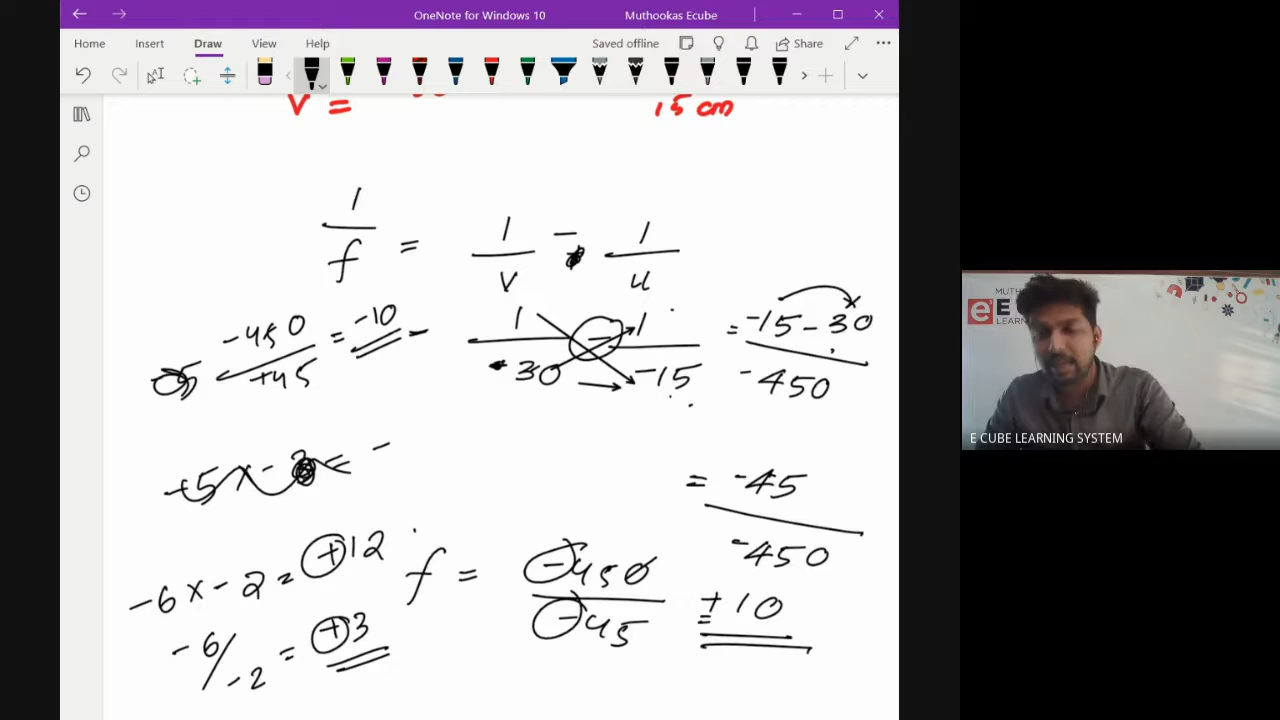 OneNote for Windows 10
Muthookas Ecube
Home Insert Draw View Help
Saved offline
Share
V =
15 cm
1/f = 1/v - 1/u
1/30 - 1/-15 = -15 - 30 / -450
-450/+45 = -10
= -45/-450
+5 x -
-6 x -2 = +12
f = -450/-45 = +10
-6/-2 = +3
E CUBE LEARNING SYSTEM